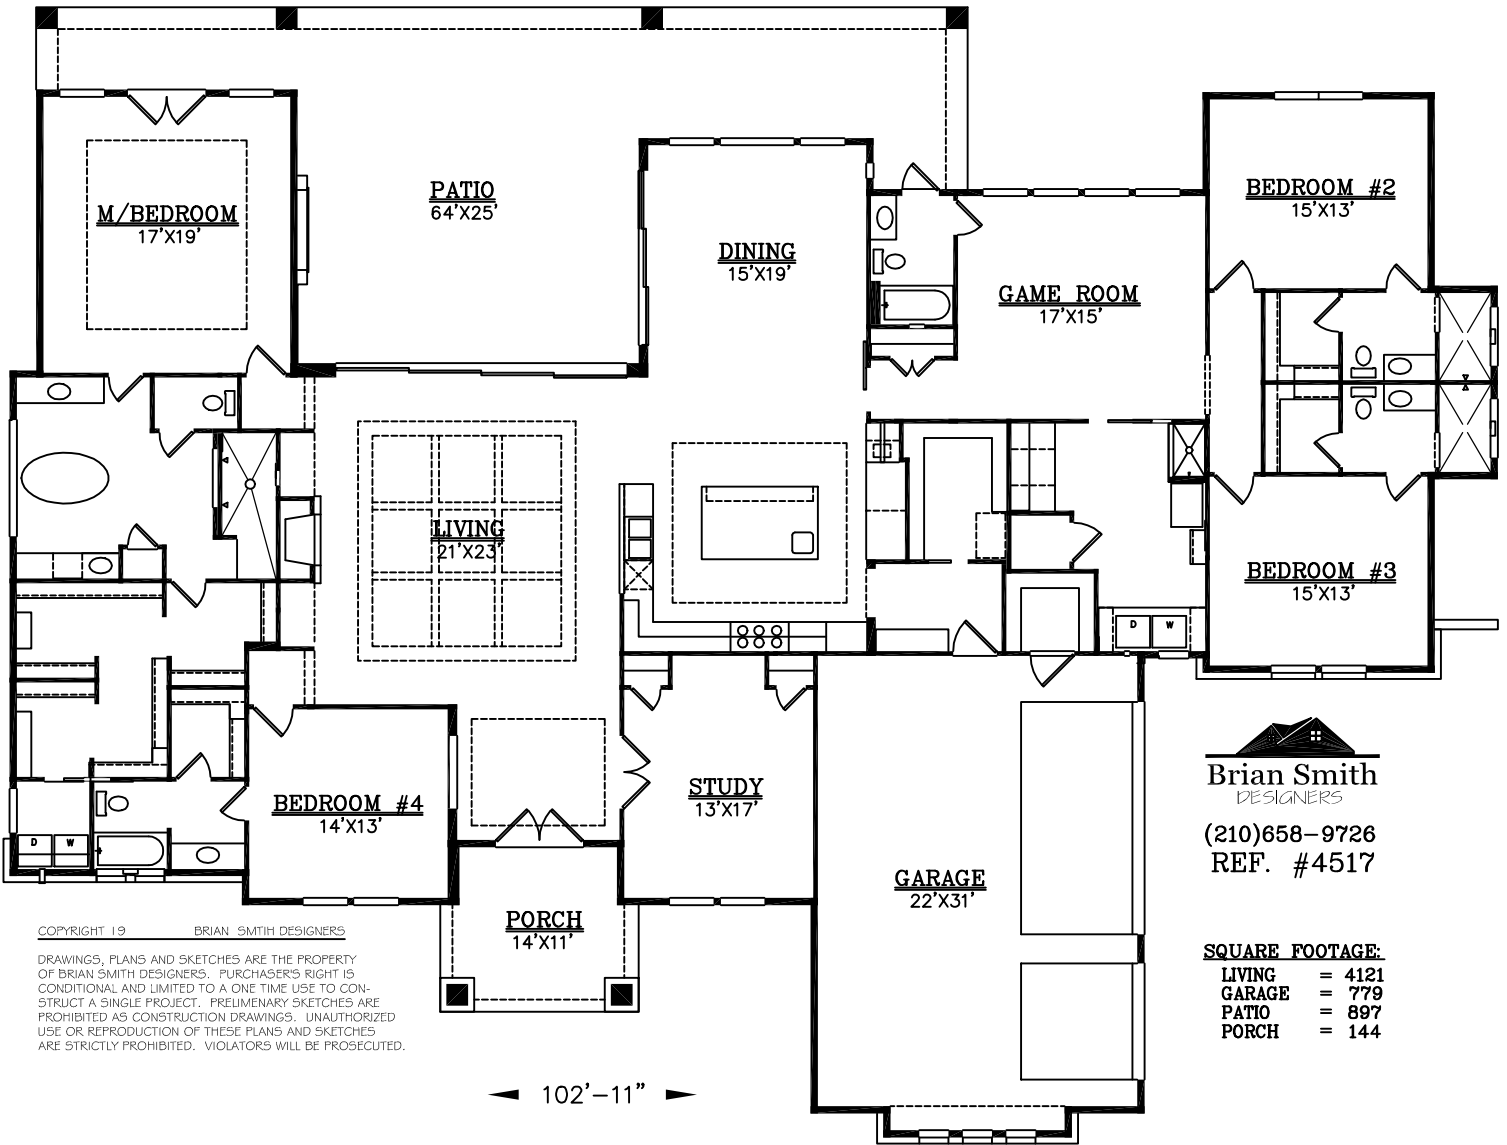 PATIO
64'X25'
M/BEDROOM
17'X19'
BEDROOM #2
15'X13'
DINING
15'X19'
GAME ROOM
17'X15'
LIVING
21'X23'
BEDROOM #3
15'X13'
D W
BEDROOM #4
14'X13'
STUDY
13'X17'
D W
GARAGE
22'X31'
PORCH
14'X11'
Brian Smith
DESIGNERS
(210)658-9726
REF. #4517
COPYRIGHT 19 BRIAN SMTIH DESIGNERS
DRAWINGS, PLANS AND SKETCHES ARE THE PROPERTY
OF BRIAN SMITH DESIGNERS. PURCHASER'S RIGHT IS
CONDITIONAL AND LIMITED TO A ONE TIME USE TO CON-
STRUCT A SINGLE PROJECT. PRELIMENARY SKETCHES ARE
PROHIBITED AS CONSTRUCTION DRAWINGS. UNAUTHORIZED
USE OR REPRODUCTION OF THESE PLANS AND SKETCHES
ARE STRICTLY PROHIBITED. VIOLATORS WILL BE PROSECUTED.
SQUARE FOOTAGE:
LIVING = 4121
GARAGE = 779
PATIO = 897
PORCH = 144
102'-11"